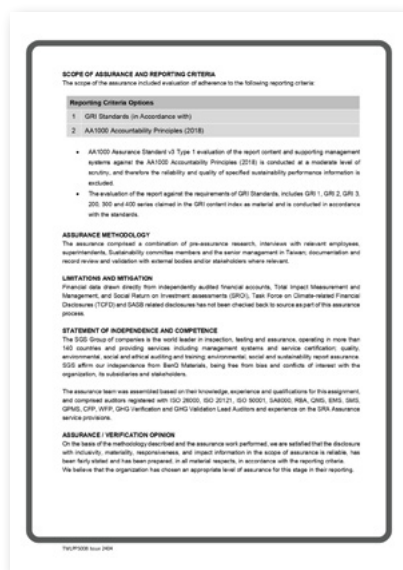 SCOPE OF ASSURANCE AND REPORTING CRITERIA
The scope of the assurance included evaluation of adherence to the following reporting criteria:
Reporting Criteria Options
1 GRI Standards (in Accordance with)
2 AA1000 Accountability Principles (2018)
• AA1000 Assurance Standard v3 Type 1 evaluation of the report content and supporting management
systems against the AA1000 Accountability Principles (2018) is conducted at a moderate level of
scrutiny, and therefore the reliability and quality of specified sustainability performance information is
excluded.
• The evaluation of the report against the requirements of GRI Standards, includes GRI 1, GRI 2, GRI 3,
200, 300 and 400 series claimed in the GRI content index as material and is conducted in accordance
with the standards.
ASSURANCE METHODOLOGY
The assurance comprised a combination of pre-assurance research, interviews with relevant employees,
superintendents, Sustainability committee members and the senior management in Taiwan; documentation and
record review and validation with external bodies and/or stakeholders where relevant.
LIMITATIONS AND MITIGATION
Financial data drawn directly from independently audited financial accounts, Total Impact Measurement and
Management, and Social Return on Investment assessments (SROI), Task Force on Climate-related Financial
Disclosures (TCFD) and SASB related disclosures has not been checked back to source as part of this assurance
process.
STATEMENT OF INDEPENDENCE AND COMPETENCE
The SGS Group of companies is the world leader in inspection, testing and assurance, operating in more than
140 countries and providing services including management systems and service certification; quality,
environmental, social and ethical auditing and training; environmental, social and sustainability report assurance.
SGS affirm our independence from BenQ Materials, being free from bias and conflicts of interest with the
organization, its subsidiaries and stakeholders.
The assurance team was assembled based on their knowledge, experience and qualifications for this assignment,
and comprised auditors registered with ISO 26000, ISO 20121, ISO 50001, SA8000, RBA, QMS, EMS, SMS,
GPMS, CFP, WFP, GHG Verification and GHG Validation Lead Auditors and experience on the SRA Assurance
service provisions.
ASSURANCE / VERIFICATION OPINION
On the basis of the methodology described and the assurance work performed, we are satisfied that the disclosure
with inclusivity, materiality, responsiveness, and impact information in the scope of assurance is reliable, has
been fairly stated and has been prepared, in all material respects, in accordance with the reporting criteria.
We believe that the organization has chosen an appropriate level of assurance for this stage in their reporting.
TWLPP5008 Issue 2404